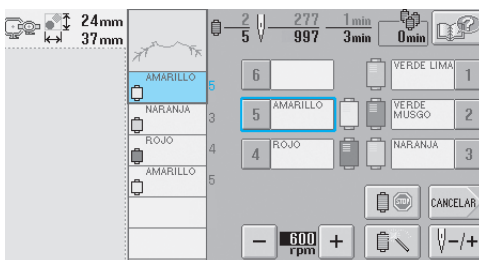 24mm
37mm
2
5
277
997
1min
3min
0min
AMARILLO
5
NARANJA
3
ROJO
4
AMARILLO
5
6
VERDE LIMA
1
5
AMARILLO
VERDE
MUSGO
2
4
ROJO
NARANJA
3
STOP
CANCELAR
−
600
rpm
+
−/+